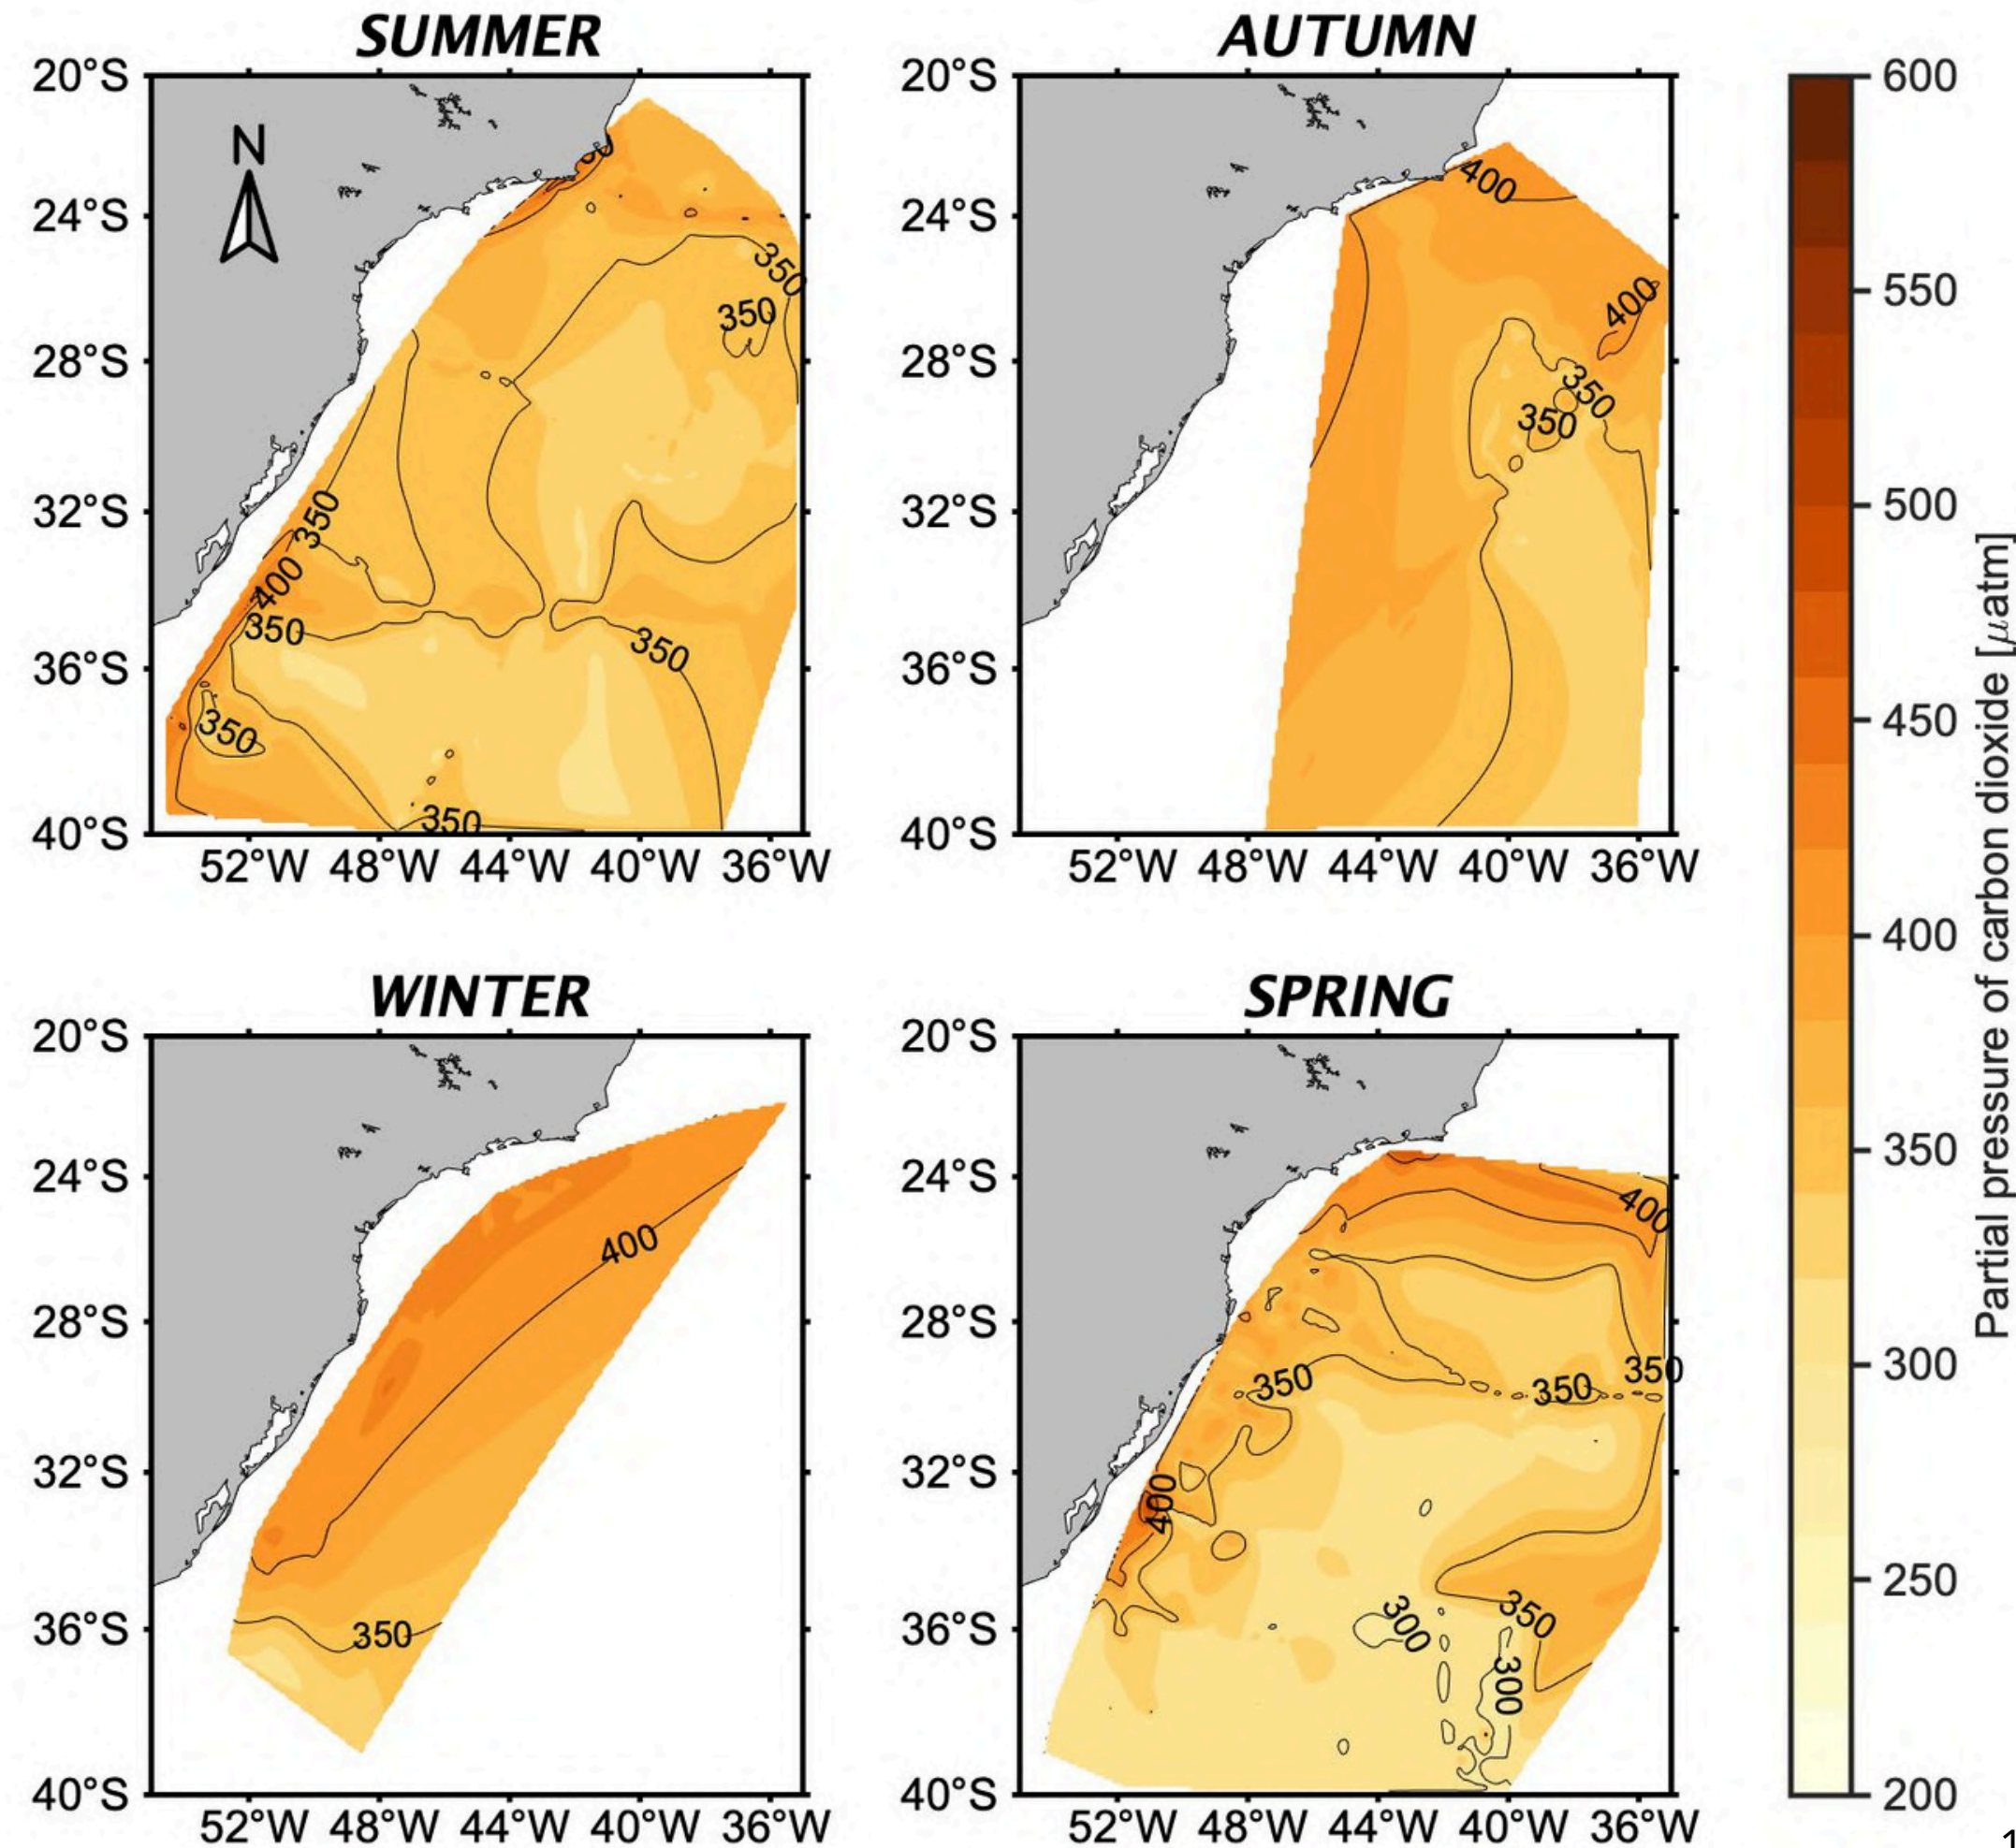 SUMMER
AUTUMN
20°S
24°S
28°S
32°S
36°S
40°S
N
350
350
350
400
350
350
350
350
52°W 48°W 44°W 40°W 36°W
20°S
24°S
28°S
32°S
36°S
40°S
400
400
350
350
52°W 48°W 44°W 40°W 36°W
WINTER
SPRING
20°S
24°S
28°S
32°S
36°S
40°S
400
350
52°W 48°W 44°W 40°W 36°W
20°S
24°S
28°S
32°S
36°S
40°S
400
350
350
350
400
300
350
300
52°W 48°W 44°W 40°W 36°W
600
550
500
450
400
350
300
250
200
Partial pressure of carbon dioxide [µatm]